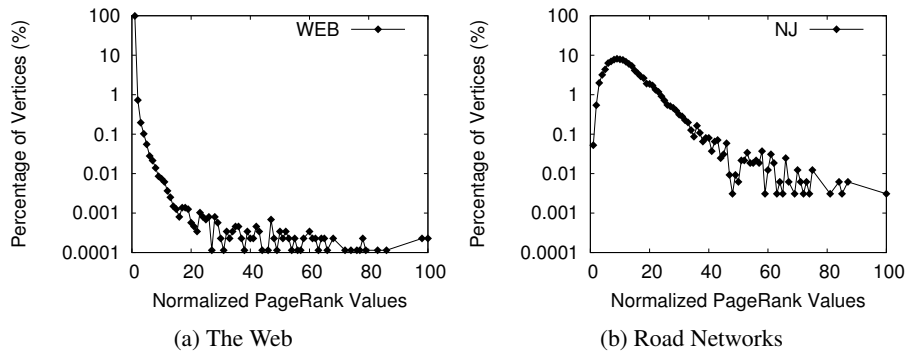 Percentage of Vertices (%)
100
10
1
0.1
0.01
0.001
0.0001
WEB
0 20 40 60 80 100
Normalized PageRank Values
(a) The Web
Percentage of Vertices (%)
100
10
1
0.1
0.01
0.001
0.0001
NJ
0 20 40 60 80 100
Normalized PageRank Values
(b) Road Networks